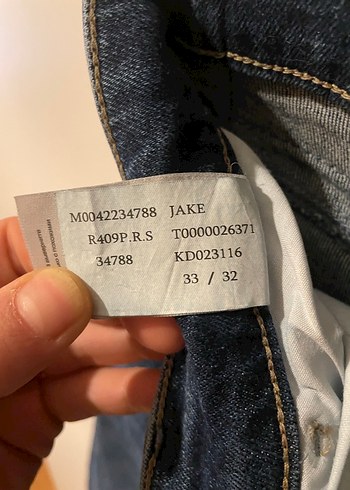 M0042234788 JAKE
R409P.R.S T0000026371
34788 KD023116
33 / 32